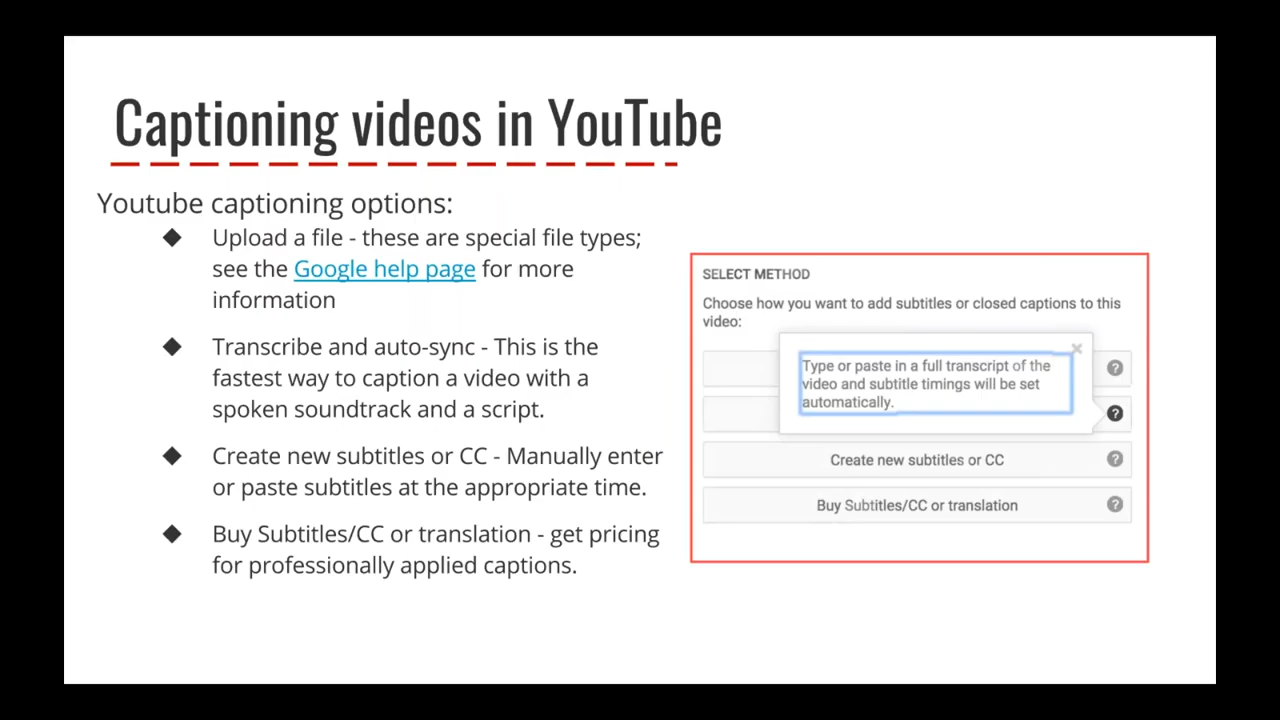 Captioning videos in YouTube
Youtube captioning options:
◆ Upload a file - these are special file types;
see the Google help page for more
information
◆ Transcribe and auto-sync - This is the
fastest way to caption a video with a
spoken soundtrack and a script.
◆ Create new subtitles or CC - Manually enter
or paste subtitles at the appropriate time.
◆ Buy Subtitles/CC or translation - get pricing
for professionally applied captions.
SELECT METHOD
Choose how you want to add subtitles or closed captions to this
video:
?
Type or paste in a full transcript of the
video and subtitle timings will be set
automatically.
?
Create new subtitles or CC ?
Buy Subtitles/CC or translation ?